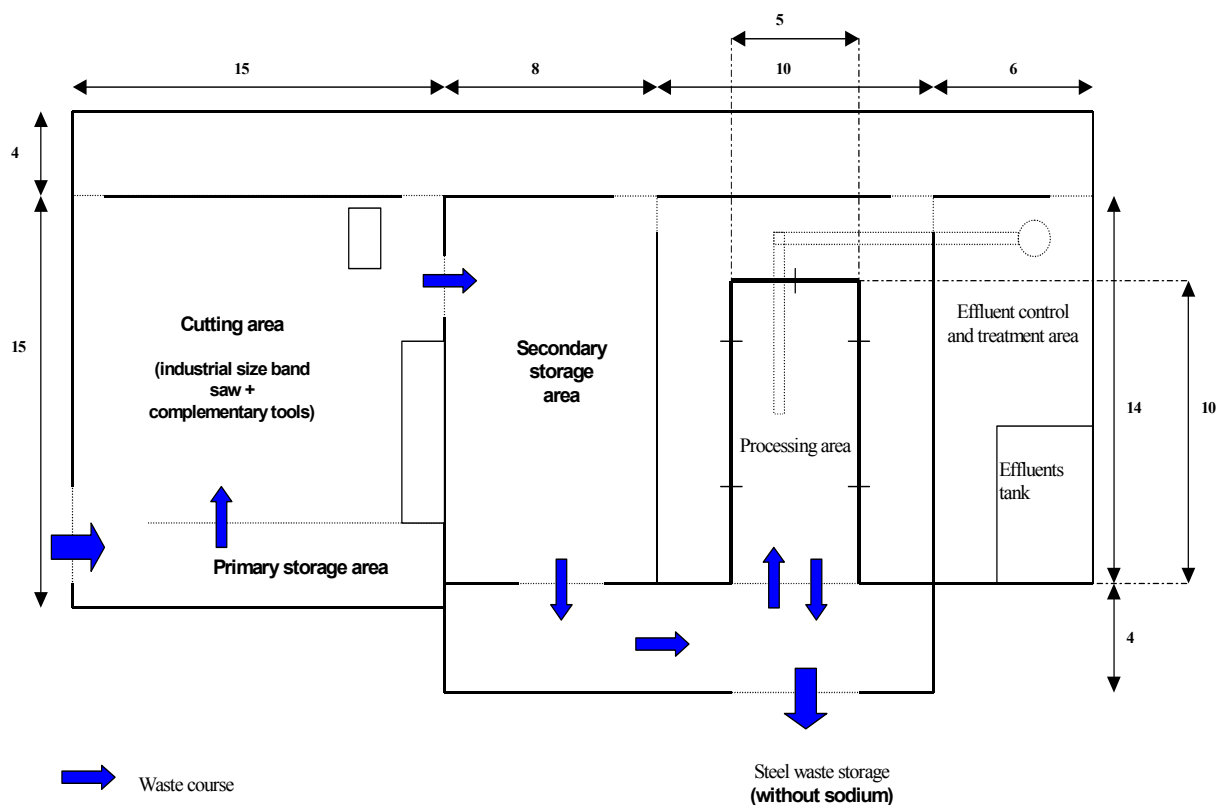 5
15
8
10
6
4
15
Cutting area
(industrial size band
saw +
complementary tools)
Secondary
storage
area
Effluent control
and treatment area
14
10
Processing area
Effluents
tank
Primary storage area
4
Waste course
Steel waste storage
(without sodium)